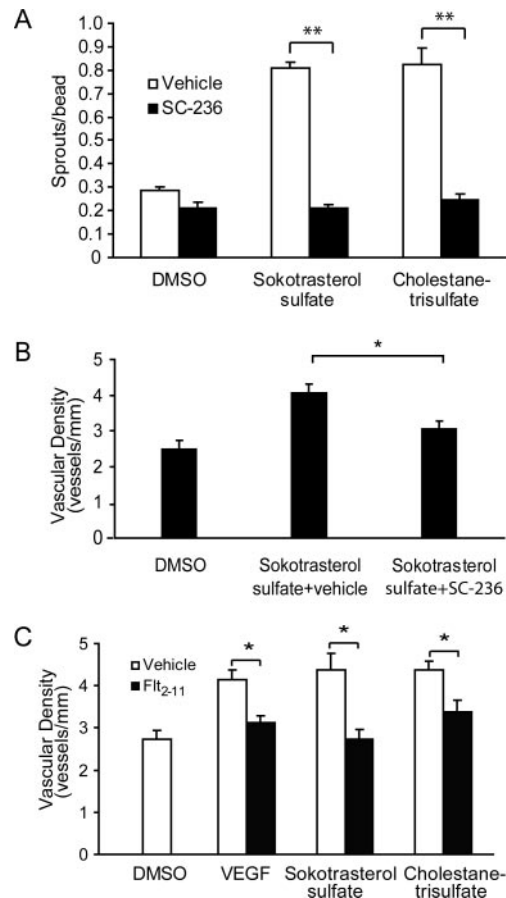 A
**
**
Vehicle
SC-236
Sprouts/bead
1
0.9
0.8
0.7
0.6
0.5
0.4
0.3
0.2
0.1
0
DMSO
Sokotrasterol
sulfate
Cholestane-
trisulfate
B
*
Vascular Density
(vessels/mm)
5
4
3
2
1
0
DMSO
Sokotrasterol
sulfate+vehicle
Sokotrasterol
sulfate+SC-236
C
Vehicle
Flt2-11
*
*
*
Vascular Density
(vessels/mm)
5
4
3
2
1
0
DMSO
VEGF
Sokotrasterol
sulfate
Cholestane-
trisulfate